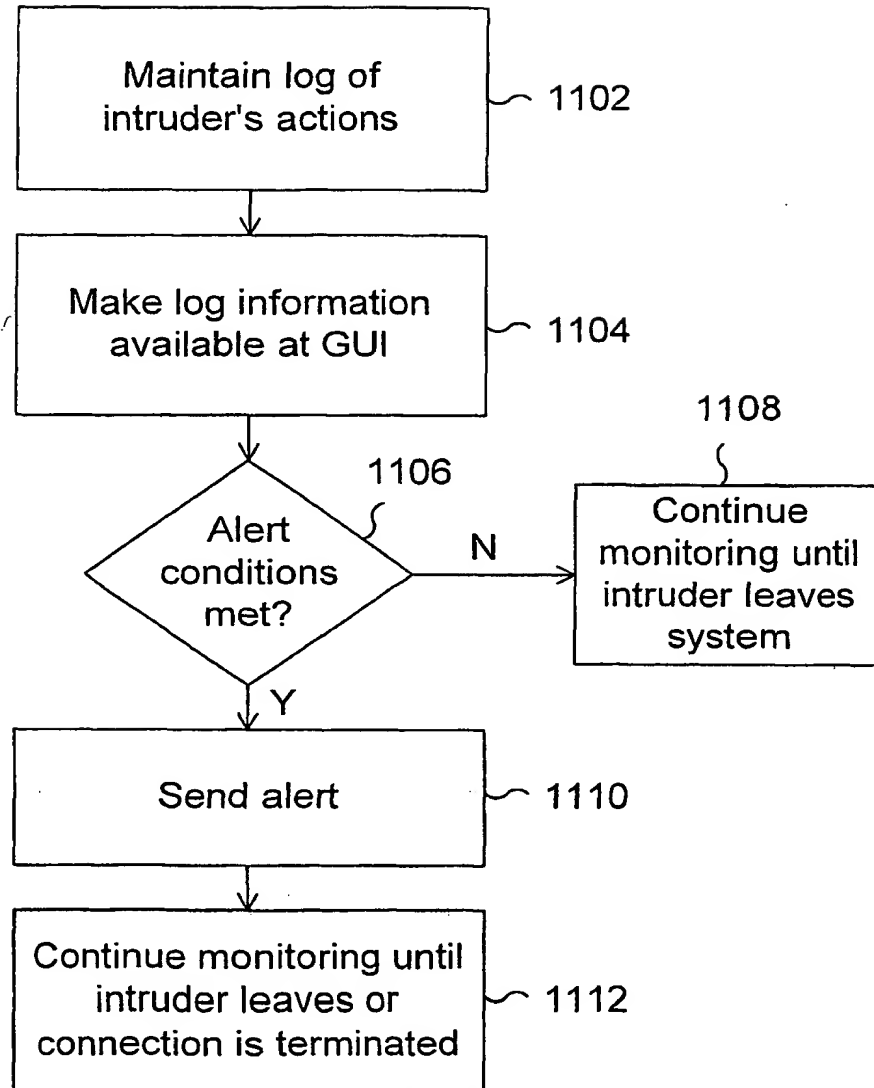 Maintain log of
intruder's actions
1102
Make log information
available at GUI
1104
1106
Alert
conditions
met?
N
1108
Continue
monitoring until
intruder leaves
system
Y
Send alert
1110
Continue monitoring until
intruder leaves or
connection is terminated
1112